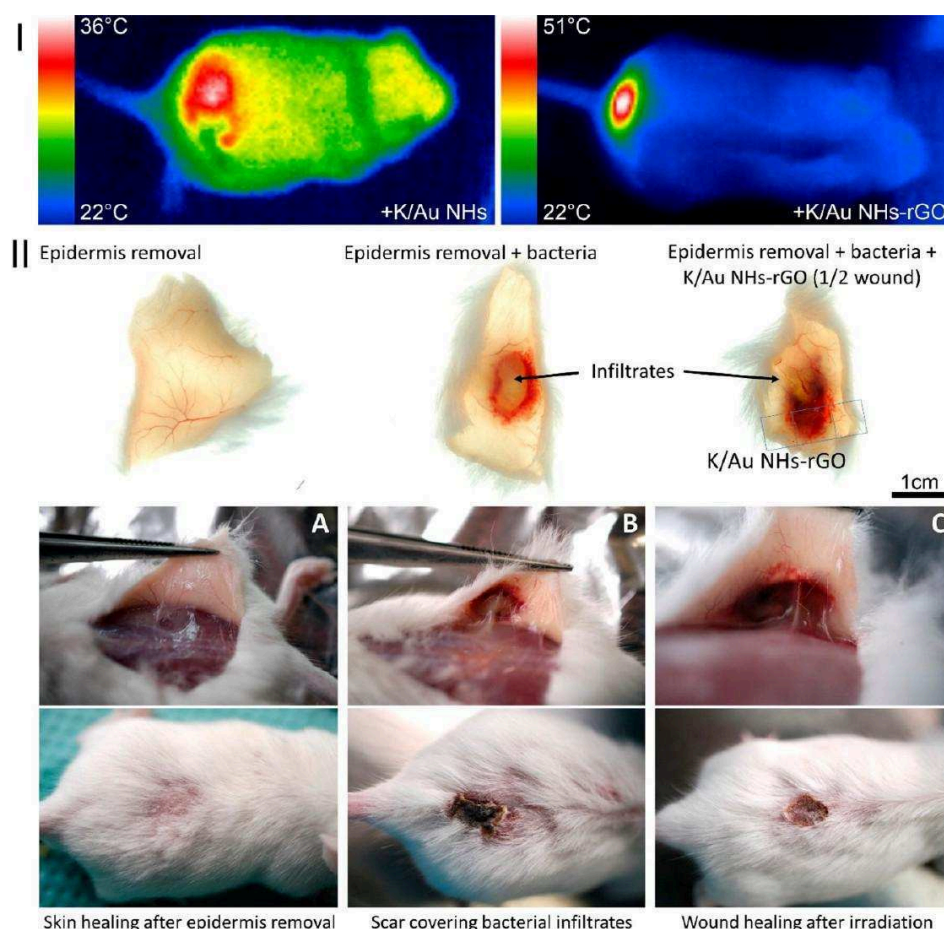 I
36°C
22°C
+K/Au NHs
51°C
22°C
+K/Au NHs-rGO
II
Epidermis removal
Epidermis removal + bacteria
Epidermis removal + bacteria +
K/Au NHs-rGO (1/2 wound)
Infiltrates
K/Au NHs-rGO
1cm
A
B
C
Skin healing after epidermis removal
Scar covering bacterial infiltrates
Wound healing after irradiation